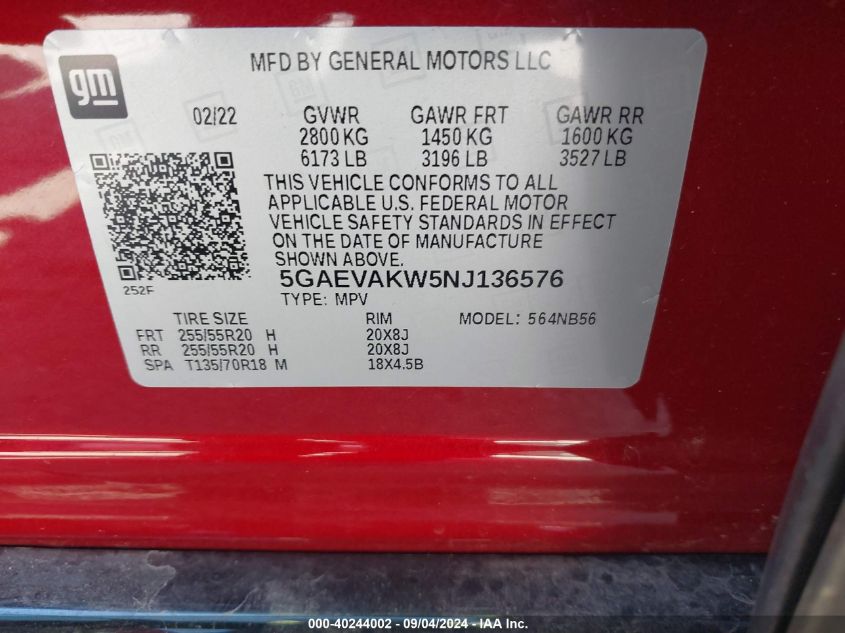 gm
MFD BY GENERAL MOTORS LLC
02/22 GVWR GAWR FRT GAWR RR
2800 KG 1450 KG 1600 KG
6173 LB 3196 LB 3527 LB
THIS VEHICLE CONFORMS TO ALL
APPLICABLE U.S. FEDERAL MOTOR
VEHICLE SAFETY STANDARDS IN EFFECT
ON THE DATE OF MANUFACTURE
SHOWN ABOVE.
252F
5GAEVAKW5NJ136576
TYPE: MPV
TIRE SIZE RIM MODEL: 564NB56
FRT 255/55R20 H 20X8J
RR 255/55R20 H 20X8J
SPA T135/70R18 M 18X4.5B
000-40244002 - 09/04/2024 - IAA Inc.